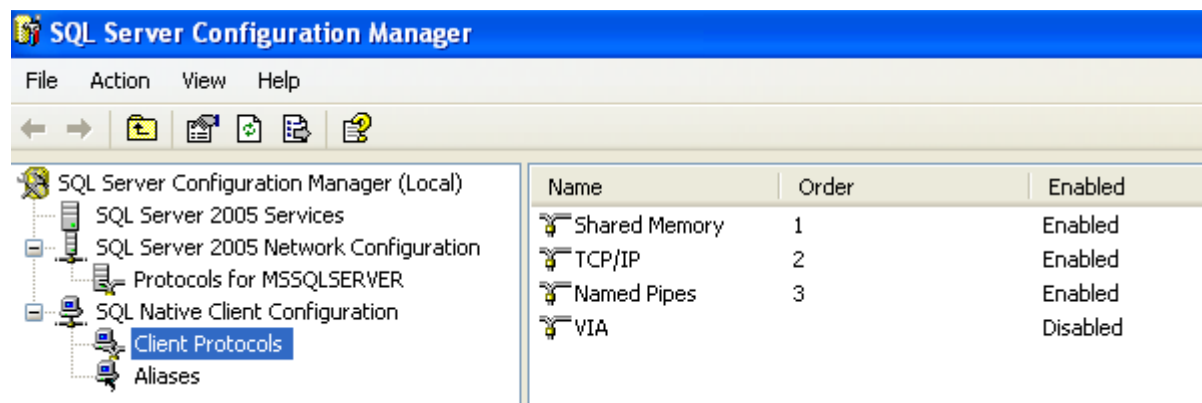 SQL Server Configuration Manager
File Action View Help
SQL Server Configuration Manager (Local)
SQL Server 2005 Services
SQL Server 2005 Network Configuration
Protocols for MSSQLSERVER
SQL Native Client Configuration
Client Protocols
Aliases
Name Order Enabled
Shared Memory 1 Enabled
TCP/IP 2 Enabled
Named Pipes 3 Enabled
VIA Disabled